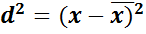 d² = (x − x̅)²